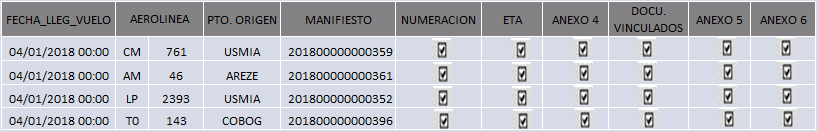 FECHA_LLEG_VUELO AEROLINEA PTO. ORIGEN MANIFIESTO NUMERACION ETA ANEXO 4 DOCU. VINCULADOS ANEXO 5 ANEXO 6
04/01/2018 00:00 CM 761 USMIA 201800000000359
04/01/2018 00:00 AM 46 AREZE 201800000000361
04/01/2018 00:00 LP 2393 USMIA 201800000000352
04/01/2018 00:00 T0 143 COBOG 201800000000396